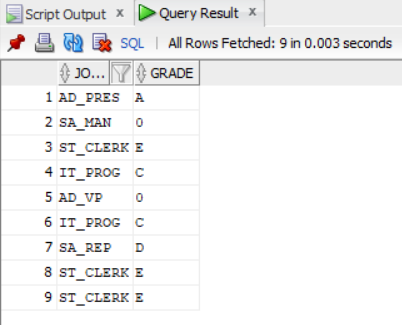 Script Output x Query Result x
SQL | All Rows Fetched: 9 in 0.003 seconds
JO... GRADE
1 AD_PRES A
2 SA_MAN 0
3 ST_CLERK E
4 IT_PROG C
5 AD_VP 0
6 IT_PROG C
7 SA_REP D
8 ST_CLERK E
9 ST_CLERK E